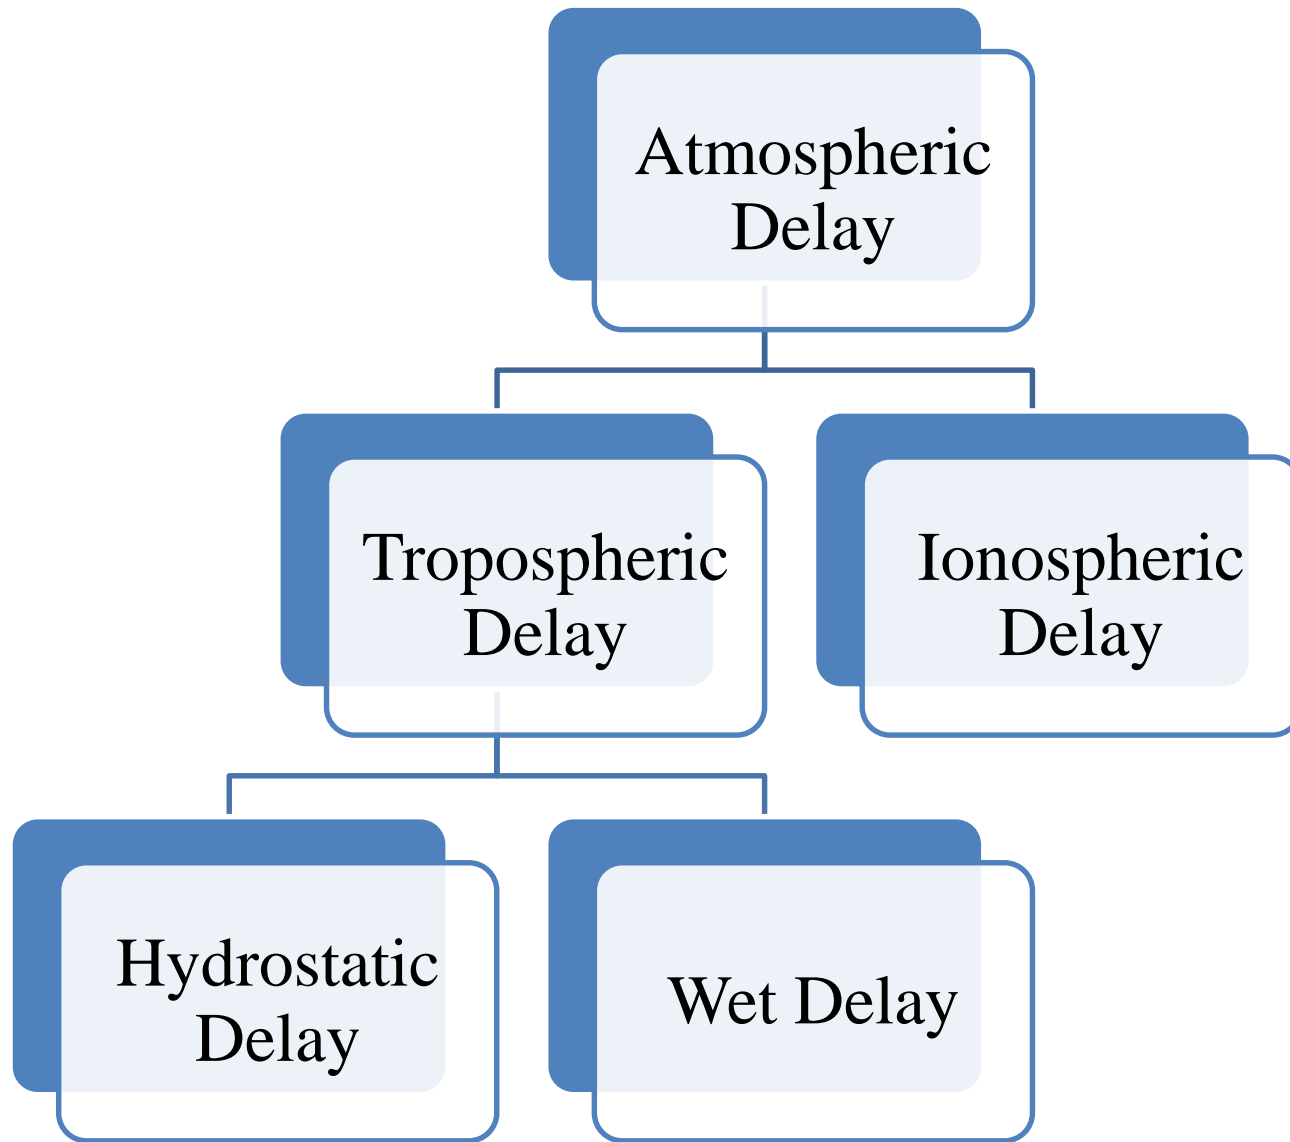 Atmospheric
Delay
Tropospheric
Delay
Ionospheric
Delay
Hydrostatic
Delay
Wet Delay